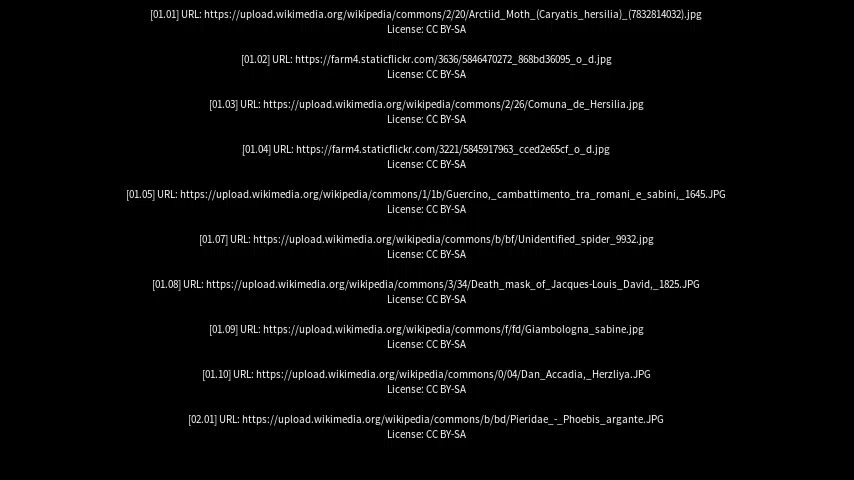 [01.01] URL: https://upload.wikimedia.org/wikipedia/commons/2/20/Arctiid_Moth_(Caryatis_hersilia)_(7832814032).jpg
License: CC BY-SA
[01.02] URL: https://farm4.staticflickr.com/3636/5846470272_868bd36095_o_d.jpg
License: CC BY-SA
[01.03] URL: https://upload.wikimedia.org/wikipedia/commons/2/26/Comuna_de_Hersilia.jpg
License: CC BY-SA
[01.04] URL: https://farm4.staticflickr.com/3221/5845917963_cced2e65cf_o_d.jpg
License: CC BY-SA
[01.05] URL: https://upload.wikimedia.org/wikipedia/commons/1/1b/Guercino,_cambattimento_tra_romani_e_sabini,_1645.JPG
License: CC BY-SA
[01.07] URL: https://upload.wikimedia.org/wikipedia/commons/b/bf/Unidentified_spider_9932.jpg
License: CC BY-SA
[01.08] URL: https://upload.wikimedia.org/wikipedia/commons/3/34/Death_mask_of_Jacques-Louis_David,_1825.JPG
License: CC BY-SA
[01.09] URL: https://upload.wikimedia.org/wikipedia/commons/f/fd/Giambologna_sabine.jpg
License: CC BY-SA
[01.10] URL: https://upload.wikimedia.org/wikipedia/commons/0/04/Dan_Accadia,_Herzliya.JPG
License: CC BY-SA
[02.01] URL: https://upload.wikimedia.org/wikipedia/commons/b/bd/Pieridae_-_Phoebis_argante.JPG
License: CC BY-SA